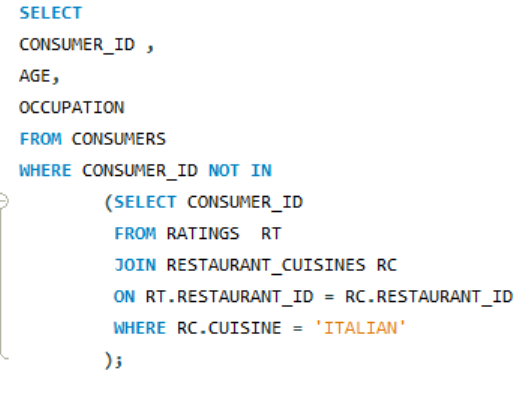 SELECT
CONSUMER_ID ,
AGE,
OCCUPATION
FROM CONSUMERS
WHERE CONSUMER_ID NOT IN
(SELECT CONSUMER_ID
FROM RATINGS  RT
JOIN RESTAURANT_CUISINES RC
ON RT.RESTAURANT_ID = RC.RESTAURANT_ID
WHERE RC.CUISINE = 'ITALIAN'
);